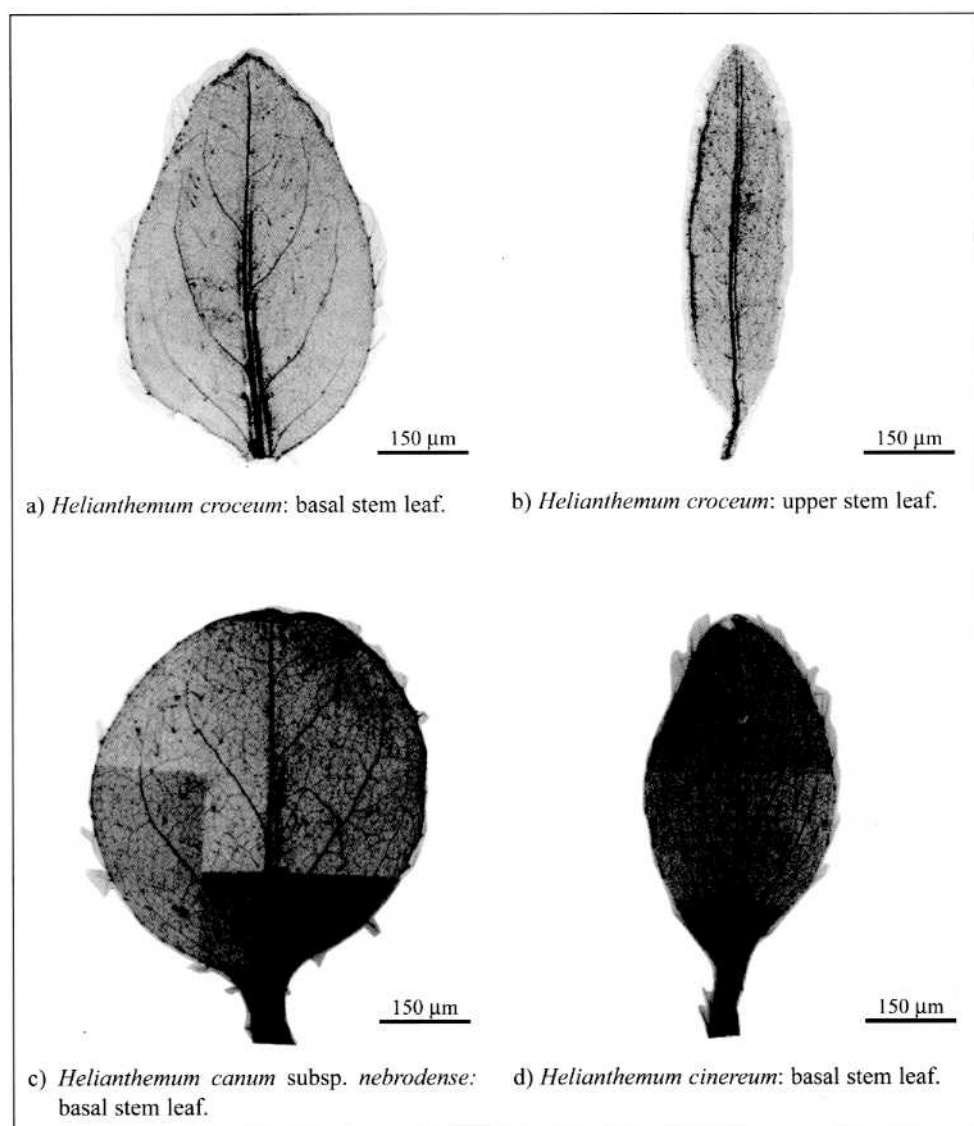 150 µm
150 µm
a) Helianthemum croceum: basal stem leaf.
b) Helianthemum croceum: upper stem leaf.
150 µm
150 µm
c) Helianthemum canum subsp. nebrodense:
basal stem leaf.
d) Helianthemum cinereum: basal stem leaf.